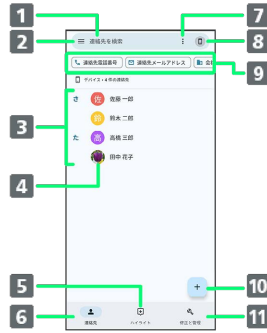 1
2
3
4
5
6
7
8
9
10
11
連絡先を検索
連絡先電話番号
連絡先メールアドレス
会
デバイス • 4 件の連絡先
さ
佐
佐藤 一郎
鈴木 二郎
た
高
高橋 三郎
田中 花子
+
連絡先
ハイライト
修正と管理